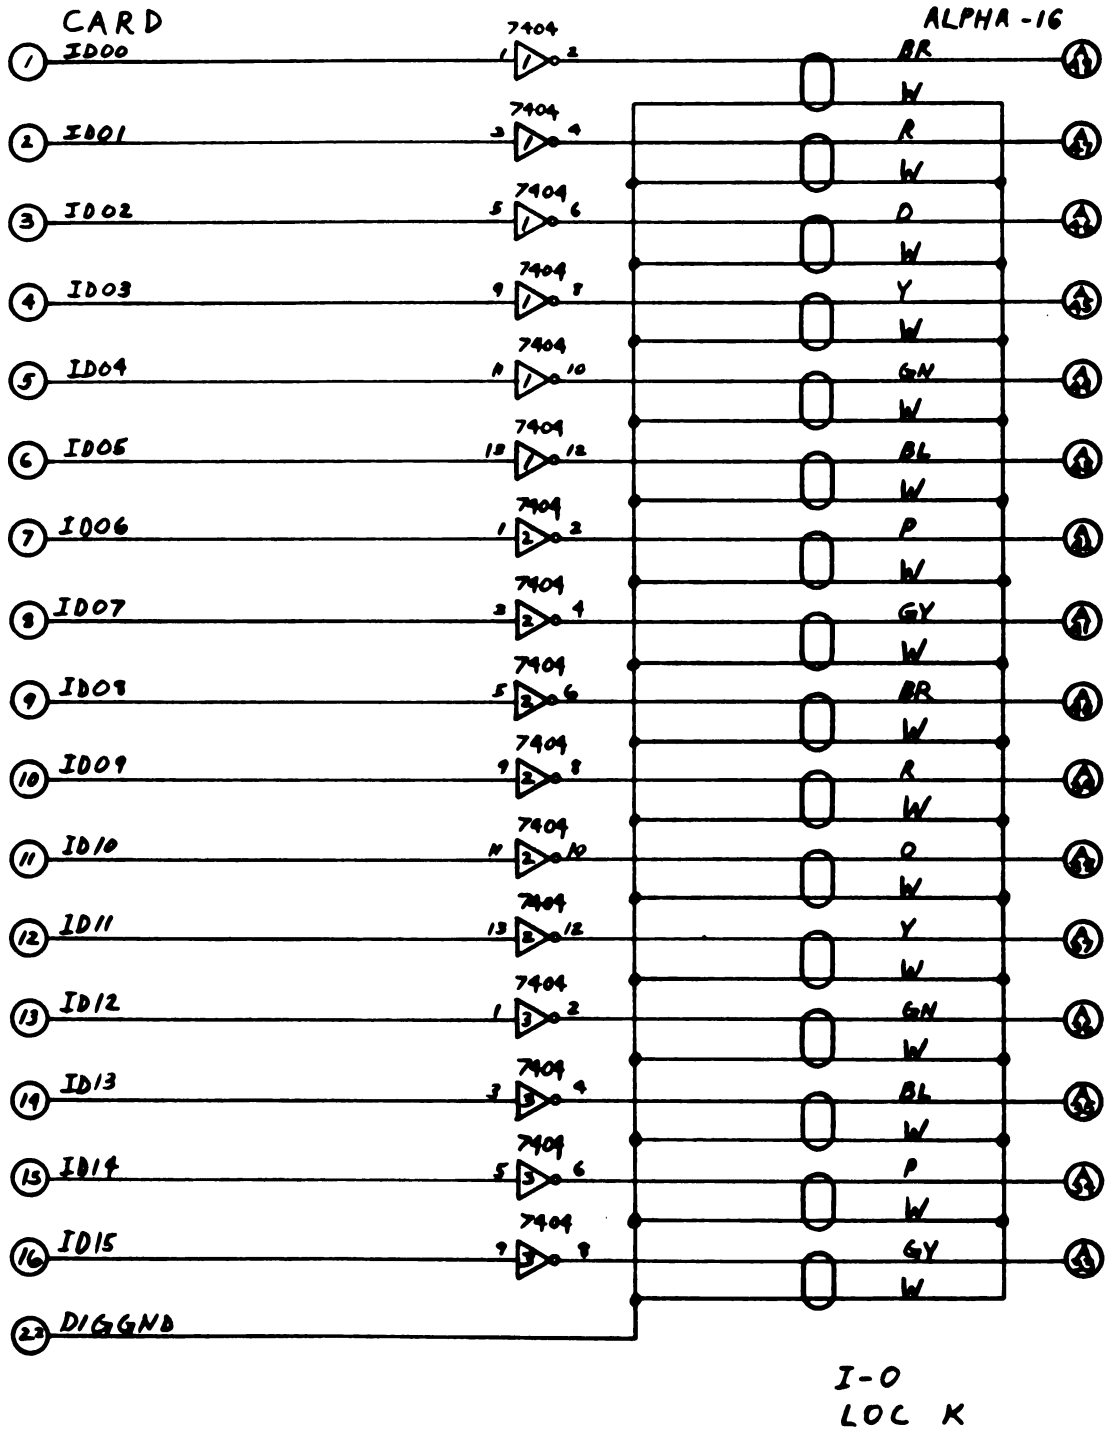 CARD
ALPHA-16
7404
1 ID00 1 1 2 BR A
W
7404
2 ID01 3 1 4 R A
W
7404
3 ID02 5 1 6 O A
W
7404
4 ID03 9 1 8 Y A 45
W
7404
5 ID04 11 1 10 GN A
W
7404
6 ID05 13 1 12 BL A
W
7404
7 ID06 1 2 2 P A
W
7404
8 ID07 3 2 4 GY A
W
7404
9 ID08 5 2 6 BR A
W
7404
10 ID09 9 2 8 R A
W
7404
11 ID10 11 2 10 O A
W
7404
12 ID11 13 2 12 Y A
W
7404
13 ID12 1 3 2 GN A
W
7404
14 ID13 3 3 4 BL A
W
7404
15 ID14 5 3 6 P A
W
7404
16 ID15 9 3 8 GY A
W
22 DIGGND
I-O
LOC K